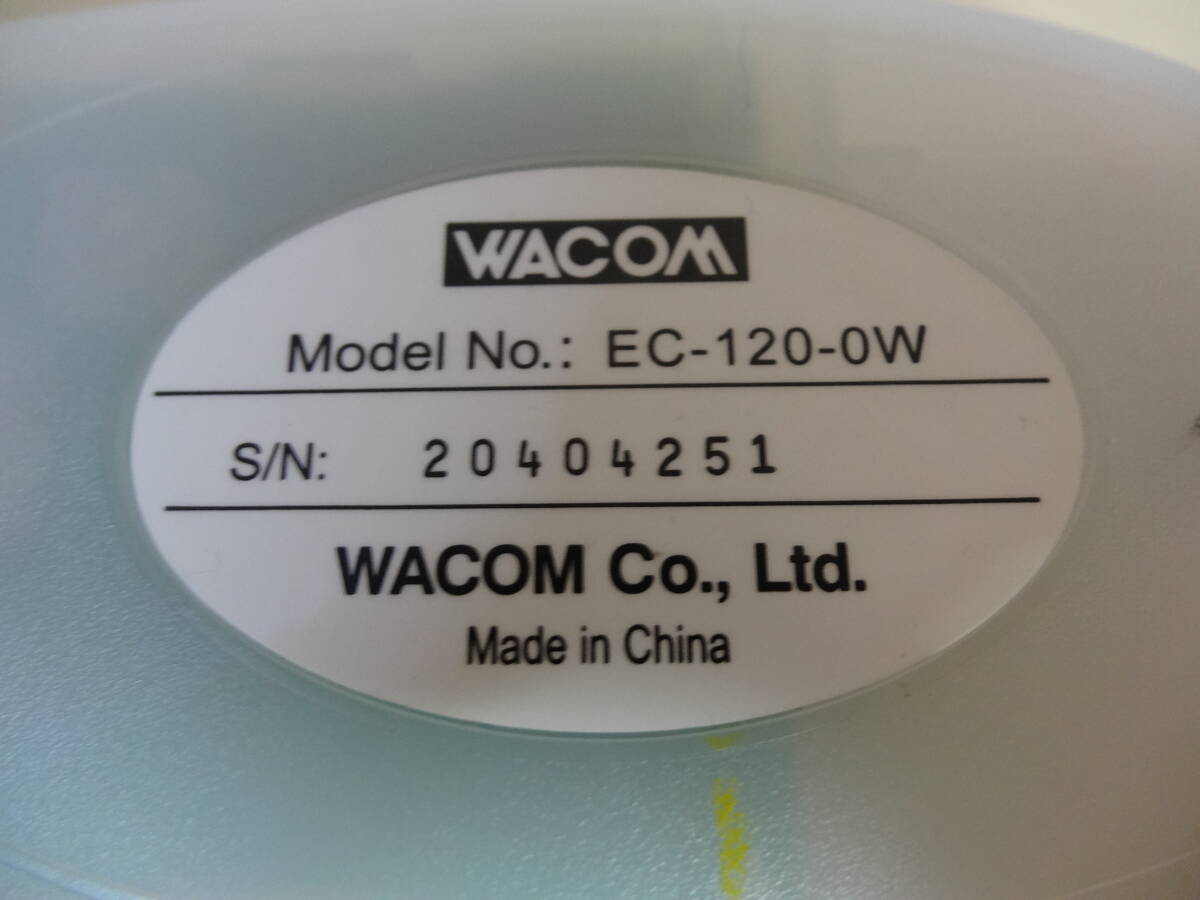 WACOM
Model No.: EC-120-0W
S/N: 20404251
WACOM Co., Ltd.
Made in China